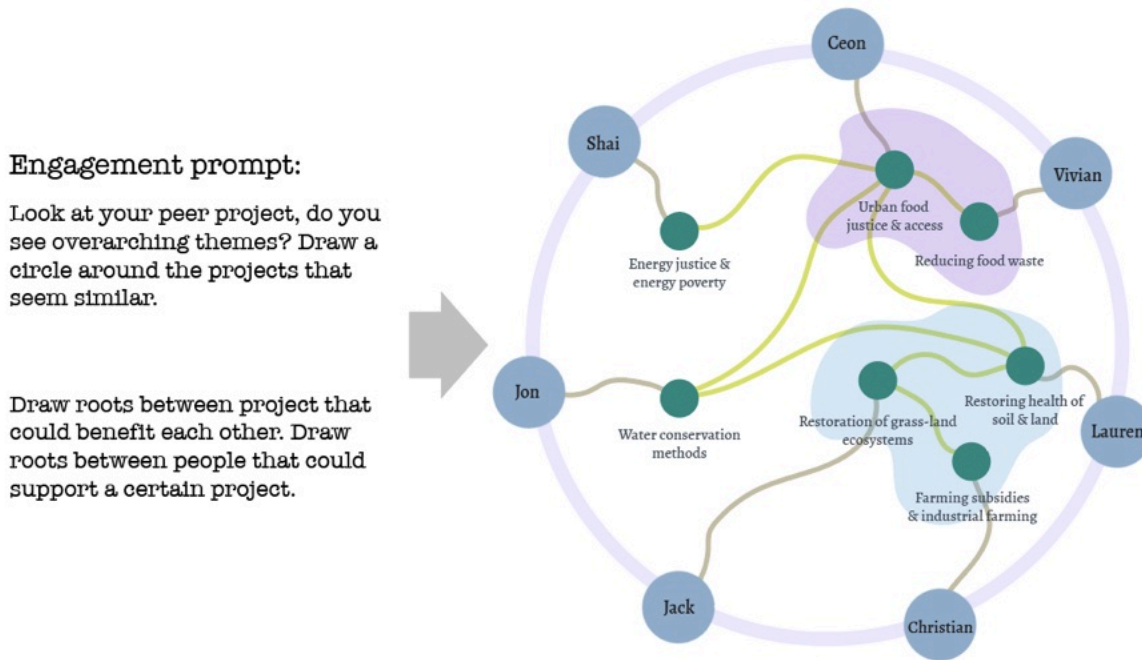 Engagement prompt:
Look at your peer project, do you
see overarching themes? Draw a
circle around the projects that
seem similar.
Draw roots between project that
could benefit each other. Draw
roots between people that could
support a certain project.
Ceon
Shai
Vivian
Urban food
justice & access
Energy justice &
energy poverty
Reducing food waste
Jon
Water conservation
methods
Restoration of grass-land
ecosystems
Restoring health of
soil & land
Lauren
Farming subsidies
& industrial farming
Jack
Christian